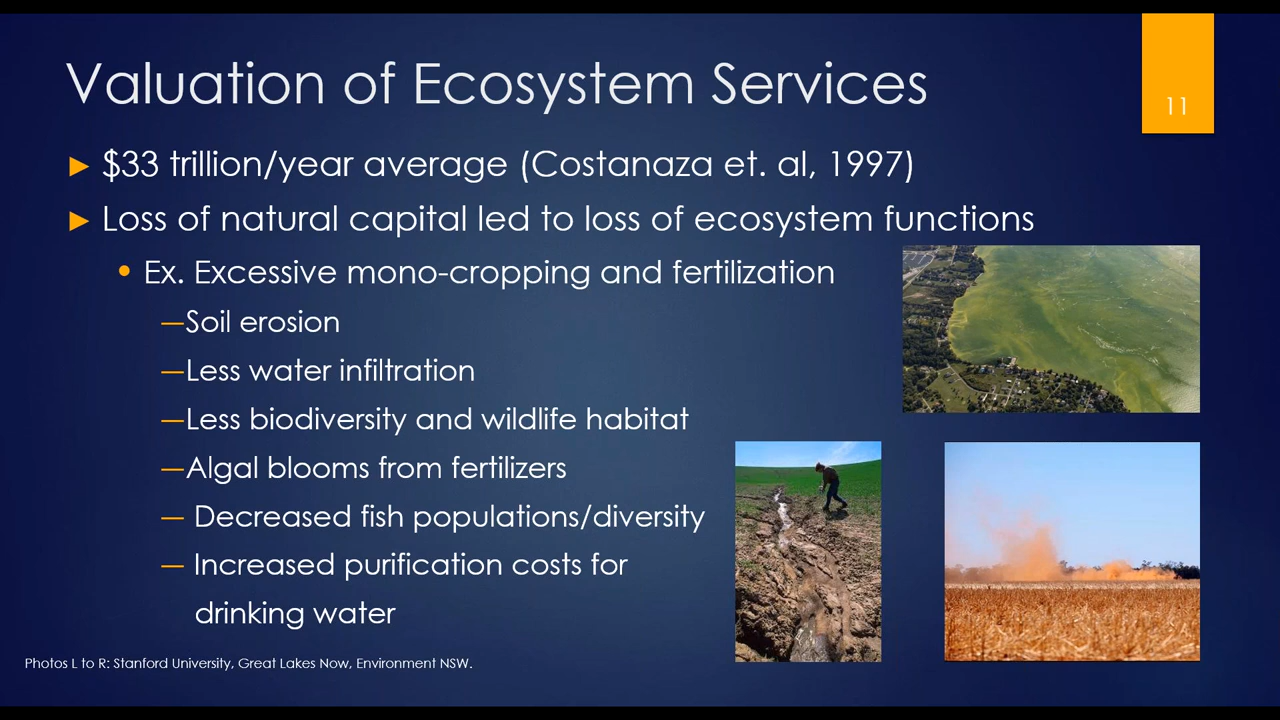 Valuation of Ecosystem Services
11
$33 trillion/year average (Costanaza et. al, 1997)
Loss of natural capital led to loss of ecosystem functions
Ex. Excessive mono-cropping and fertilization
—Soil erosion
—Less water infiltration
—Less biodiversity and wildlife habitat
—Algal blooms from fertilizers
— Decreased fish populations/diversity
— Increased purification costs for
drinking water
Photos L to R: Stanford University, Great Lakes Now, Environment NSW.